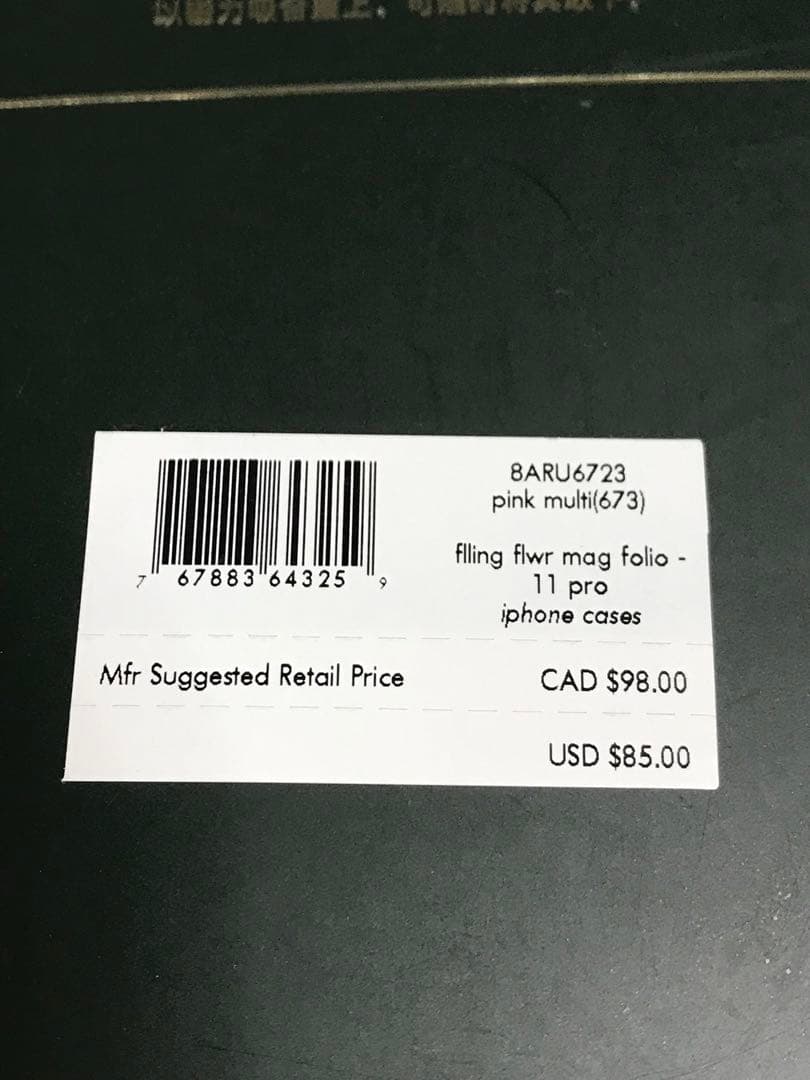 8ARU6723
pink multi(673)
flling flwr mag folio -
11 pro
iphone cases
7 67883 64325 9
Mfr Suggested Retail Price CAD $98.00
USD $85.00